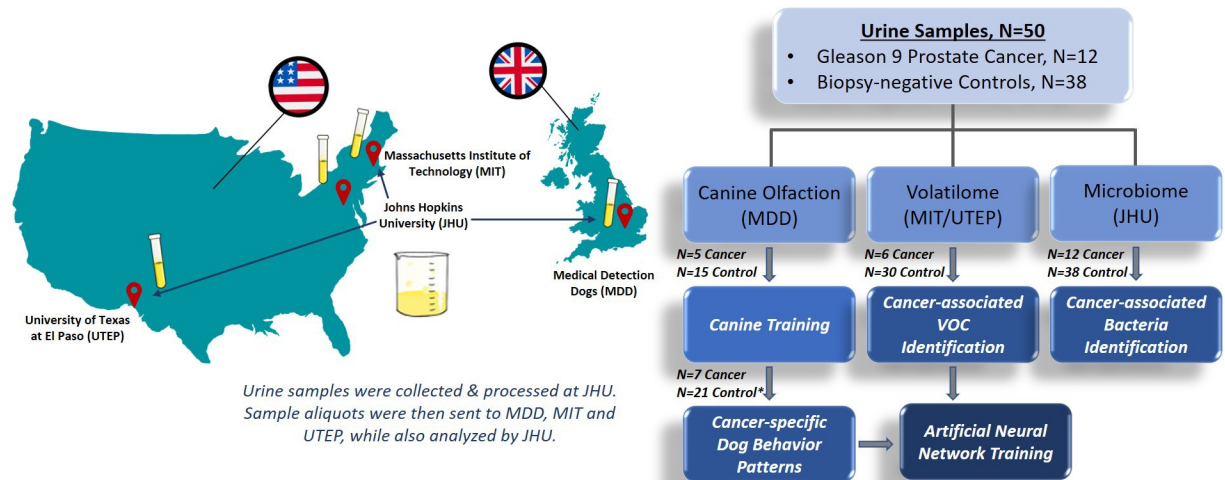 Massachusetts Institute of
Technology (MIT)
Johns Hopkins
University (JHU)
Medical Detection
Dogs (MDD)
University of Texas
at El Paso (UTEP)
Urine samples were collected & processed at JHU.
Sample aliquots were then sent to MDD, MIT and
UTEP, while also analyzed by JHU.
Urine Samples, N=50
• Gleason 9 Prostate Cancer, N=12
• Biopsy-negative Controls, N=38
Canine Olfaction
(MDD)
Volatilome
(MIT/UTEP)
Microbiome
(JHU)
N=5 Cancer
N=15 Control
N=6 Cancer
N=30 Control
N=12 Cancer
N=38 Control
Canine Training
Cancer-associated
VOC
Identification
Cancer-associated
Bacteria
Identification
N=7 Cancer
N=21 Control*
Cancer-specific
Dog Behavior
Patterns
Artificial Neural
Network Training